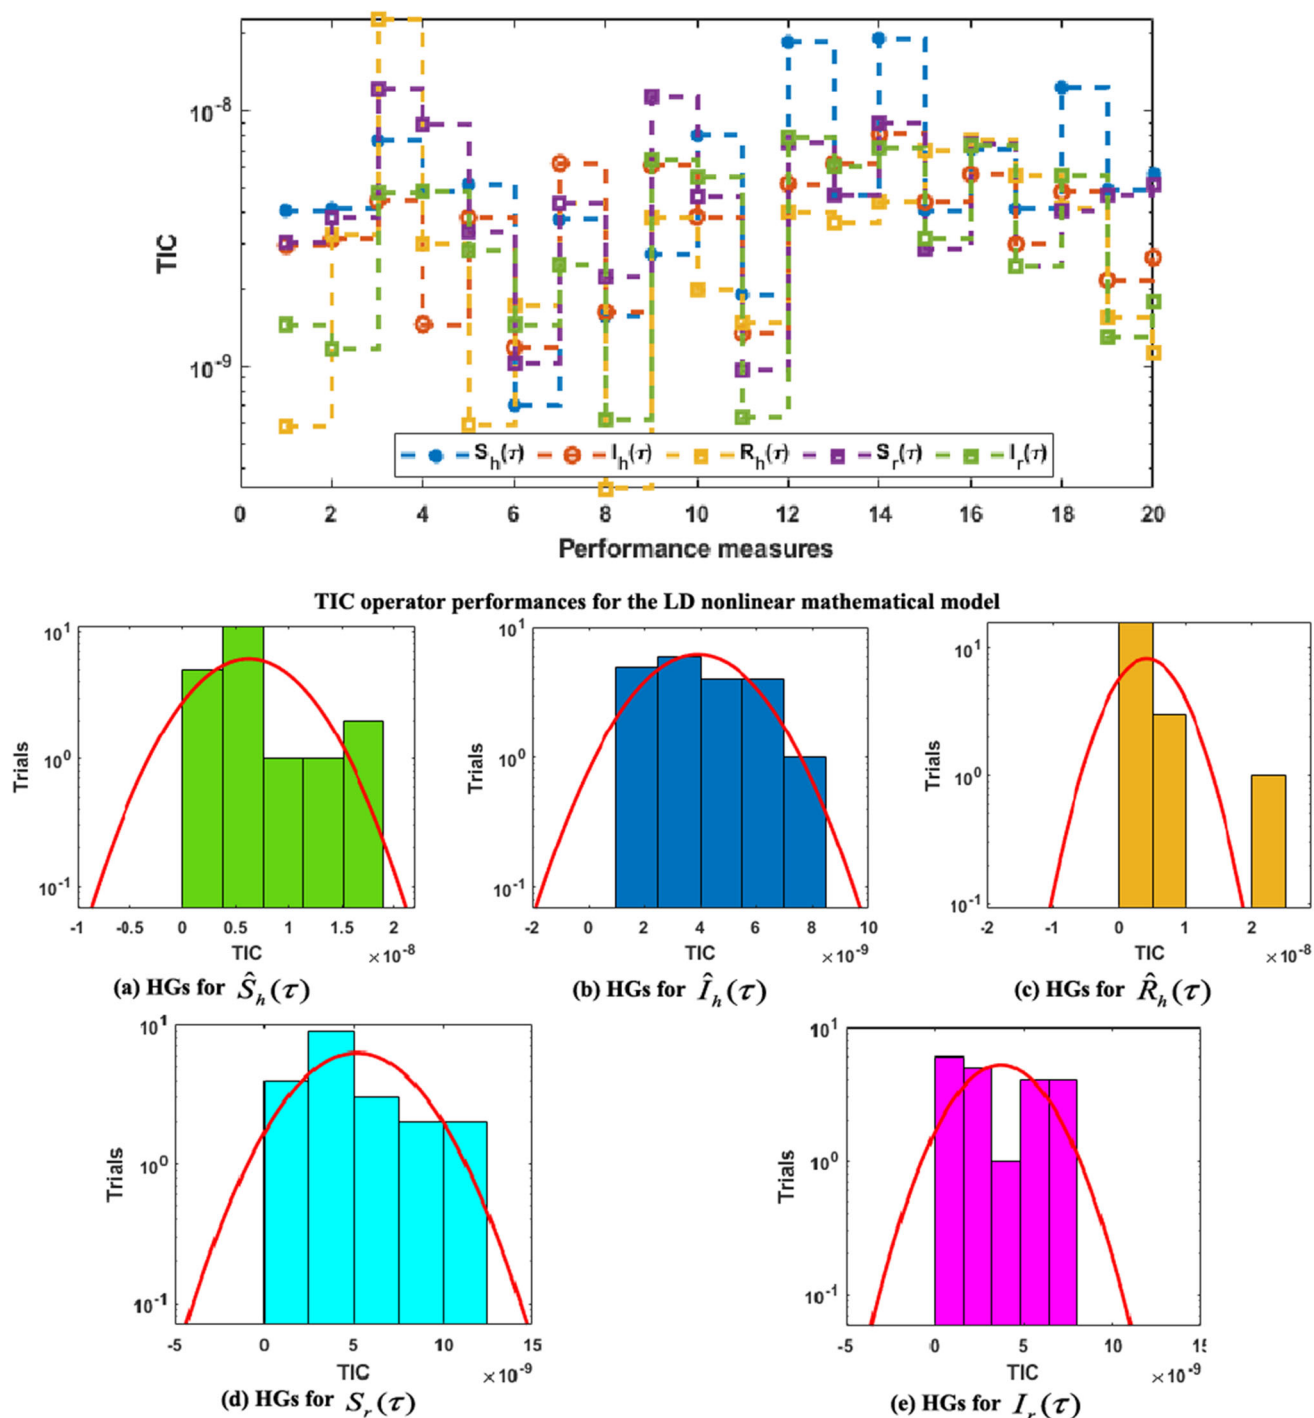 TIC
10^-8
10^-9
S_h(τ) I_h(τ) R_h(τ) S_r(τ) I_r(τ)
0 2 4 6 8 10 12 14 16 18 20
Performance measures
TIC operator performances for the LD nonlinear mathematical model
Trials
10^1
10^0
10^-1
-1 -0.5 0 0.5 1 1.5 2
TIC
×10^-8
(a) HGs for Ŝ_h(τ)
Trials
10^1
10^0
10^-1
-2 0 2 4 6 8 10
TIC
×10^-9
(b) HGs for Î_h(τ)
Trials
10^1
10^0
10^-1
-2 -1 0 1 2
TIC
×10^-8
(c) HGs for R̂_h(τ)
Trials
10^1
10^0
10^-1
-5 0 5 10 15
TIC
×10^-9
(d) HGs for S_r(τ)
Trials
10^1
10^0
10^-1
-5 0 5 10 15
TIC
×10^-9
(e) HGs for I_r(τ)